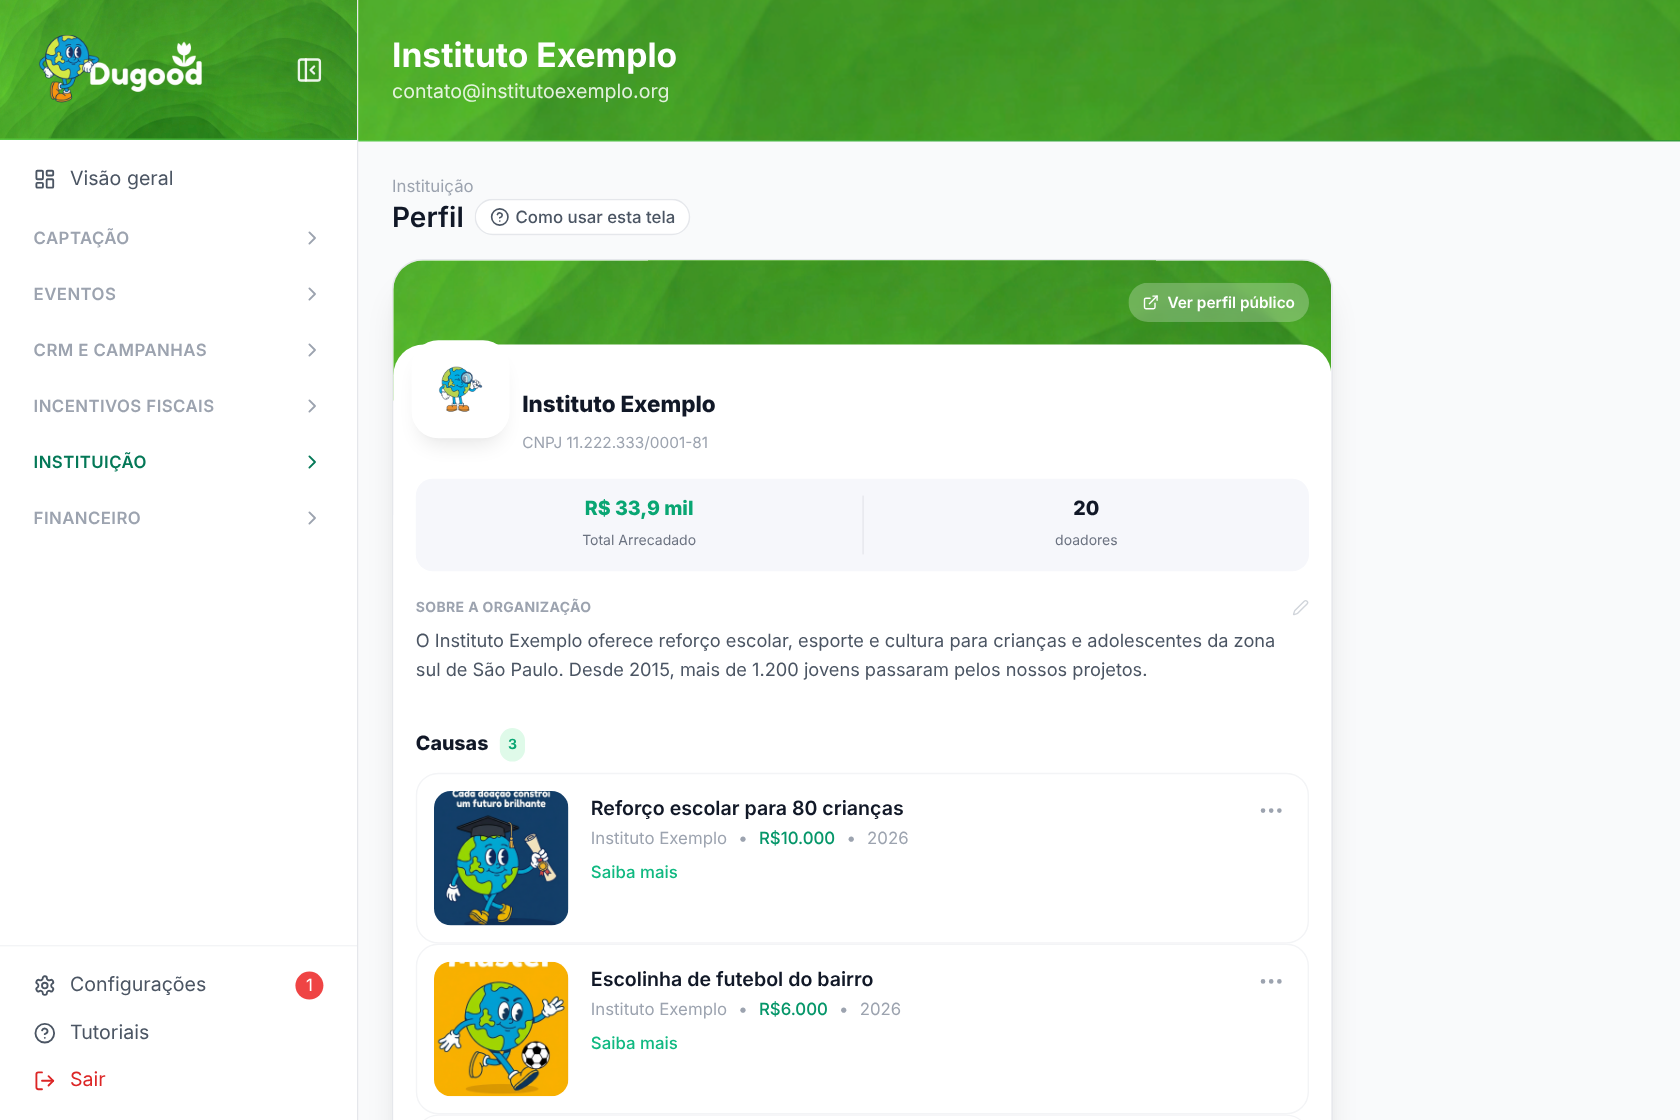 Dugood
Instituto Exemplo
contato@institutoexemplo.org
Visão geral
CAPTAÇÃO
EVENTOS
CRM E CAMPANHAS
INCENTIVOS FISCAIS
INSTITUIÇÃO
FINANCEIRO
Configurações 1
Tutoriais
Sair
Instituição
Perfil
Como usar esta tela
Ver perfil público
Instituto Exemplo
CNPJ 11.222.333/0001-81
R$ 33,9 mil
Total Arrecadado
20
doadores
SOBRE A ORGANIZAÇÃO
O Instituto Exemplo oferece reforço escolar, esporte e cultura para crianças e adolescentes da zona
sul de São Paulo. Desde 2015, mais de 1.200 jovens passaram pelos nossos projetos.
Causas 3
Cada doação constrói
um futuro brilhante
Reforço escolar para 80 crianças
Instituto Exemplo • R$10.000 • 2026
Saiba mais
Escolinha de futebol do bairro
Instituto Exemplo • R$6.000 • 2026
Saiba mais